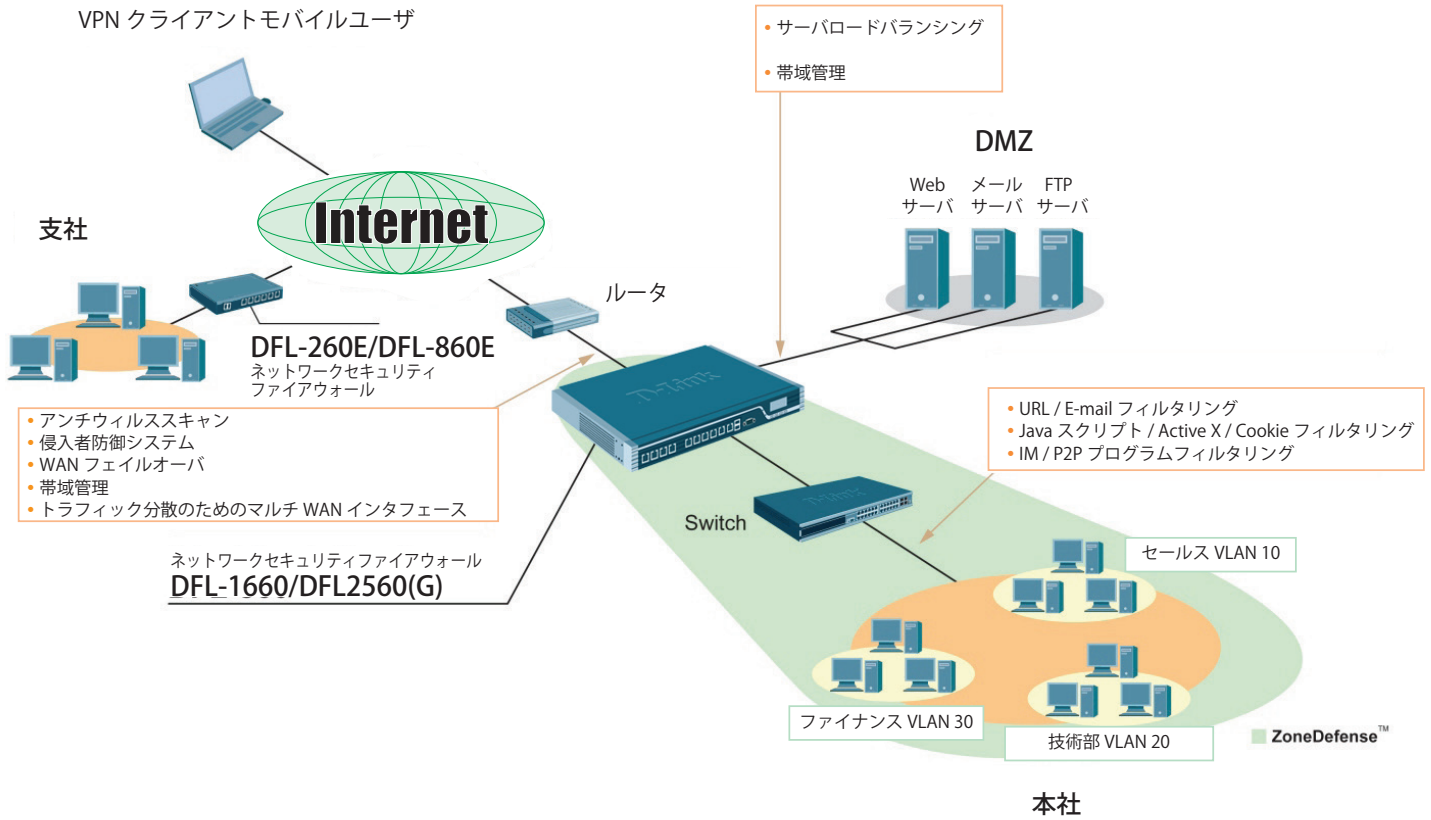 VPN クライアントモバイルユーザ
• サーバロードバランシング
• 帯域管理
DMZ
Web
サーバ
メール
サーバ
FTP
サーバ
Internet
支社
ルータ
DFL-260E/DFL-860E
ネットワークセキュリティ
ファイアウォール
D-Link
• アンチウィルススキャン
• 侵入者防御システム
• WAN フェイルオーバ
• 帯域管理
• トラフィック分散のためのマルチ WAN インタフェース
• URL / E-mail フィルタリング
• Java スクリプト / Active X / Cookie フィルタリング
• IM / P2P プログラムフィルタリング
D-Link
Switch
ネットワークセキュリティファイアウォール
DFL-1660/DFL2560(G)
セールス VLAN 10
ファイナンス VLAN 30
技術部 VLAN 20
ZoneDefense™
本社